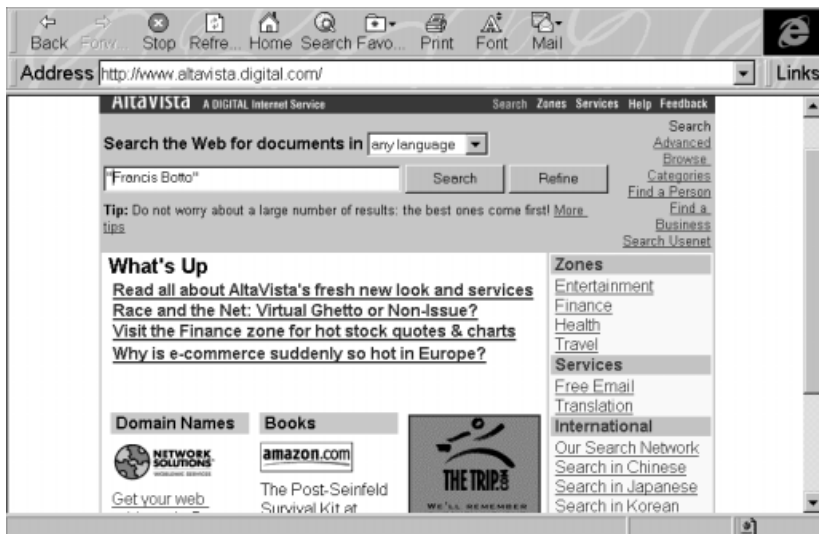 Back Forw... Stop Refre... Home Search Favo... Print Font Mail
Address http://www.altavista.digital.com/ Links
AltaVista A DIGITAL Internet Service Search Zones Services Help Feedback
Search the Web for documents in any language
"Francis Botto" Search Refine
Tip: Do not worry about a large number of results: the best ones come first! More
tips
Search
Advanced
Browse
Categories
Find a Person
Find a
Business
Search Usenet
What's Up
Read all about AltaVista's fresh new look and services
Race and the Net: Virtual Ghetto or Non-Issue?
Visit the Finance zone for hot stock quotes & charts
Why is e-commerce suddenly so hot in Europe?
Zones
Entertainment
Finance
Health
Travel
Services
Free Email
Translation
International
Our Search Network
Search in Chinese
Search in Japanese
Search in Korean
Domain Names
NETWORK
SOLUTIONS
Get your web
Books
amazon.com
The Post-Seinfeld
Survival Kit at
THE TRIP.
WE'LL REMEMBER